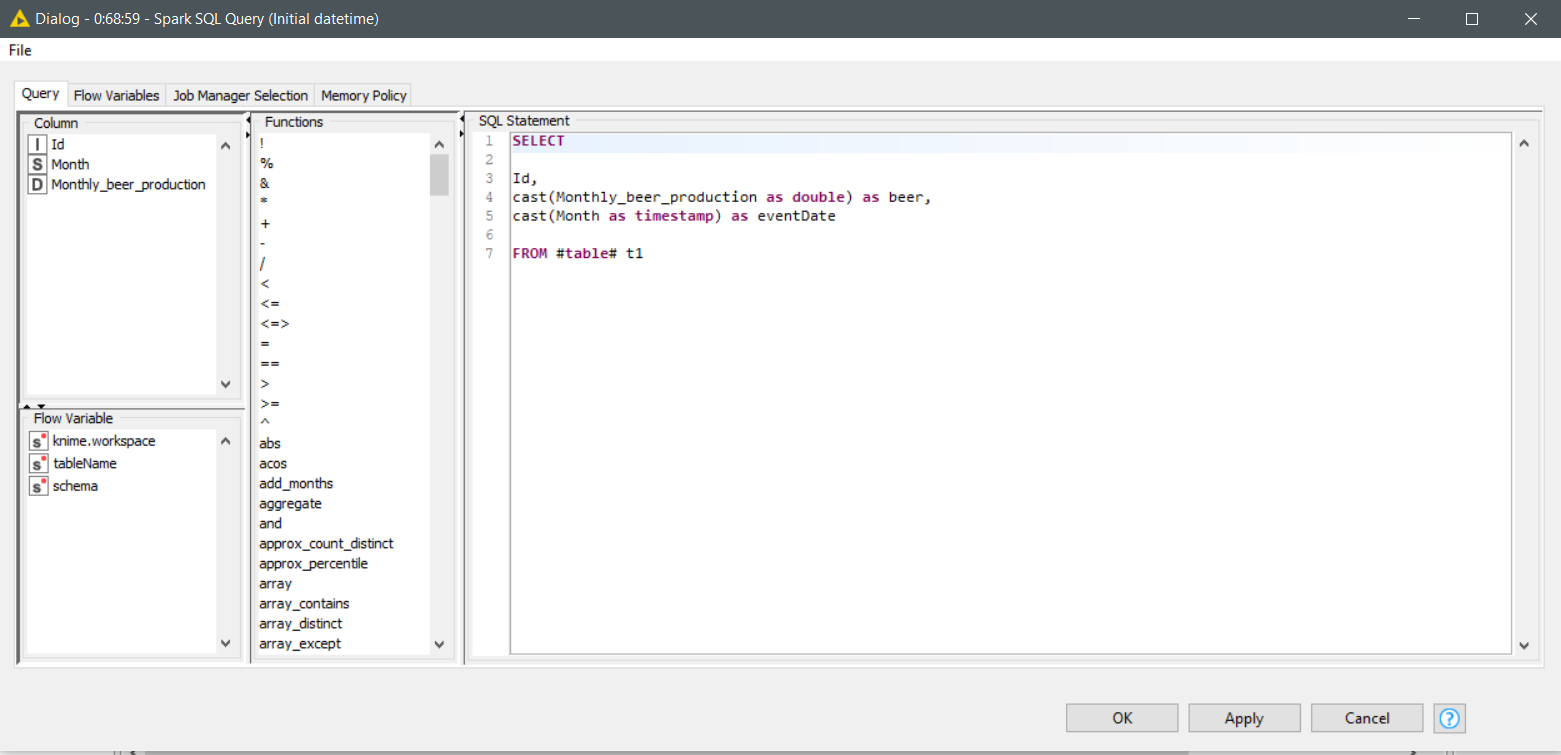 Dialog - 0:68:59 - Spark SQL Query (Initial datetime)
File
Query Flow Variables Job Manager Selection Memory Policy
Column
I Id
S Month
D Monthly_beer_production
Flow Variable
s knime.workspace
s tableName
s schema
Functions
!
%
&
*
+
-
/
<
<=
<=>
=
==
>
>=
^
abs
acos
add_months
aggregate
and
approx_count_distinct
approx_percentile
array
array_contains
array_distinct
array_except
SQL Statement
1 SELECT
2
3 Id,
4 cast(Monthly_beer_production as double) as beer,
5 cast(Month as timestamp) as eventDate
6
7 FROM #table# t1
OK Apply Cancel ?